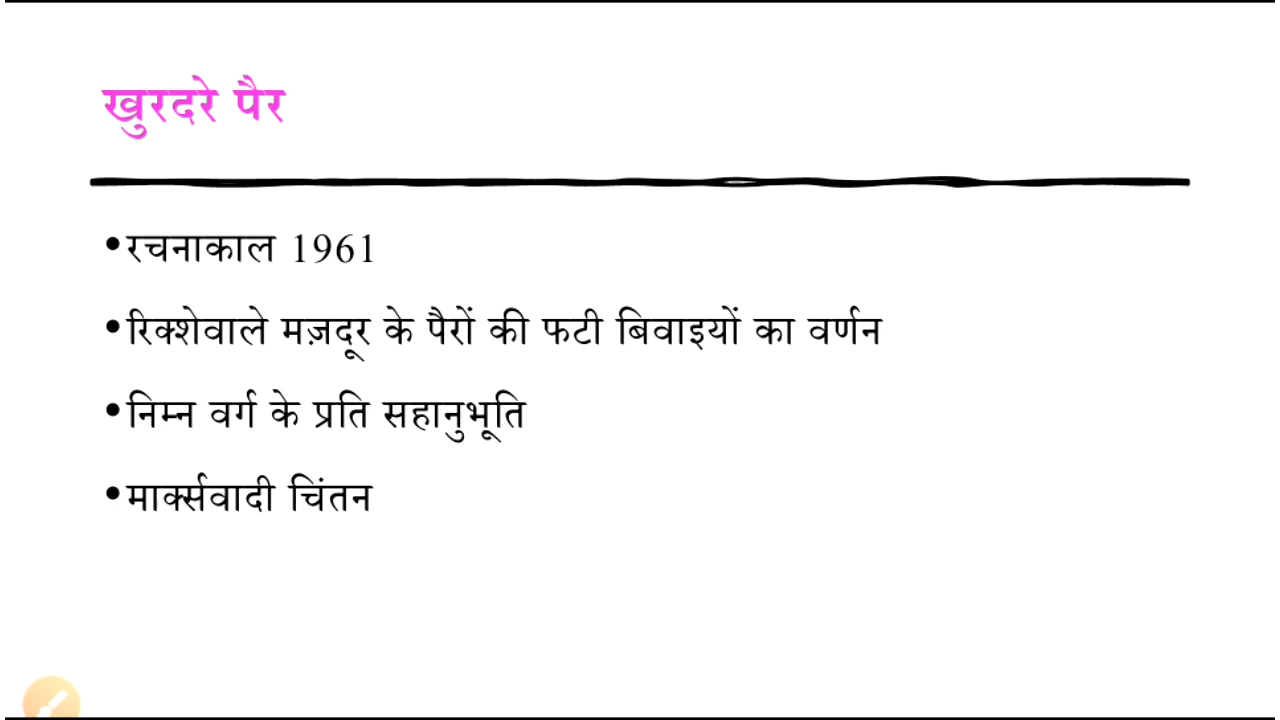 खुरदरे पैर
•रचनाकाल 1961
•रिक्शेवाले मज़दूर के पैरों की फटी बिवाइयों का वर्णन
•निम्न वर्ग के प्रति सहानुभूति
•मार्क्सवादी चिंतन